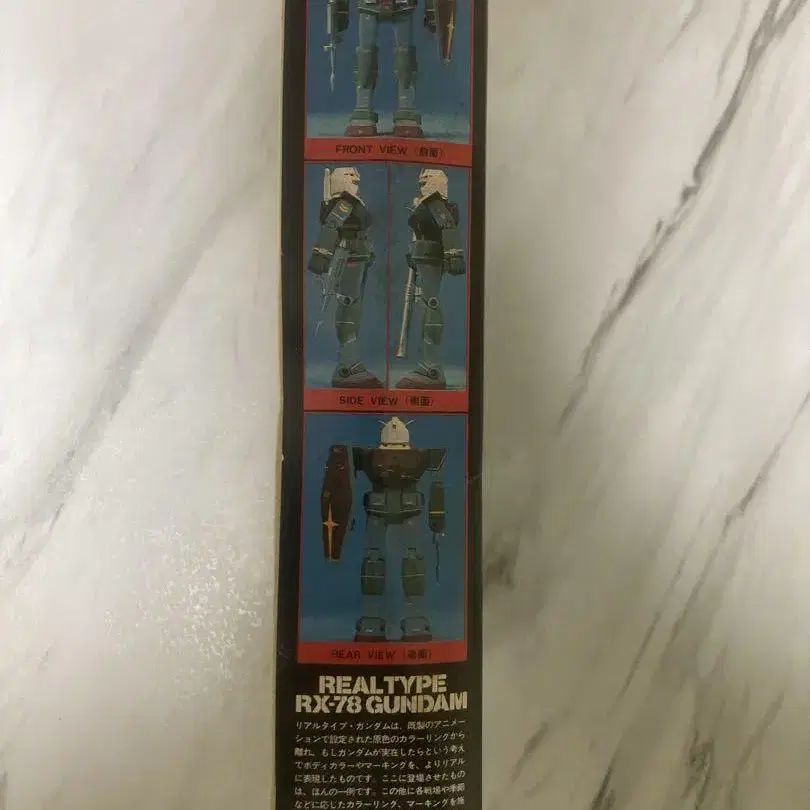 FRONT VIEW (前面)
SIDE VIEW (側面)
REAR VIEW (後面)
REALTYPE
RX-78 GUNDAM
リアルタイプ・ガンダムは、既製のアニメー
ションで設定された原色のカラーリングから
離れ、もしガンダムが実在したらという考え
でボディカラーやマーキングを、よりリアル
に表現したものです。ここに登場させたもの
は、ほんの一例です。この他に各戦場や季節
などに応じたカラーリング、マーキングを施